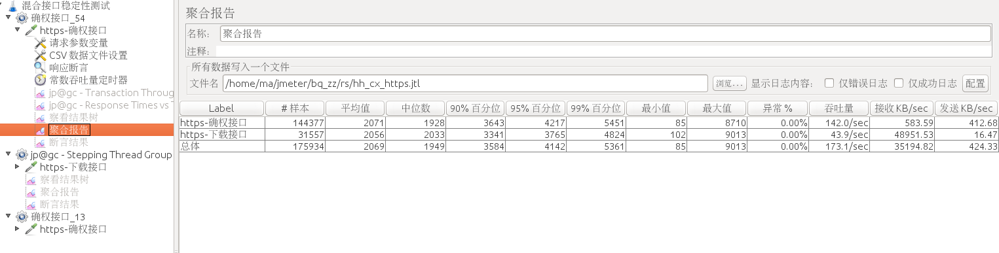 混合接口稳定性测试
确权接口_54
https-确权接口
请求参数变量
CSV 数据文件设置
响应断言
常数吞吐量定时器
jp@gc - Transaction Throug
jp@gc - Response Times vs T
察看结果树
聚合报告
断言结果
jp@gc - Stepping Thread Group
https-下载接口
察看结果树
聚合报告
断言结果
确权接口_13
https-确权接口
聚合报告
名称： 聚合报告
注释：
所有数据写入一个文件
文件名 /home/ma/jmeter/bq_zz/rs/hh_cx_https.jtl 浏览... 显示日志内容： 仅错误日志 仅成功日志 配置
Label # 样本 平均值 中位数 90% 百分位 95% 百分位 99% 百分位 最小值 最大值 异常 % 吞吐量 接收 KB/sec 发送 KB/sec
https-确权接口 144377 2071 1928 3643 4217 5451 85 8710 0.00% 142.0/sec 583.59 412.68
https-下载接口 31557 2056 2033 3341 3765 4824 102 9013 0.00% 43.9/sec 48951.53 16.47
总体 175934 2069 1949 3584 4142 5361 85 9013 0.00% 173.1/sec 35194.82 424.33